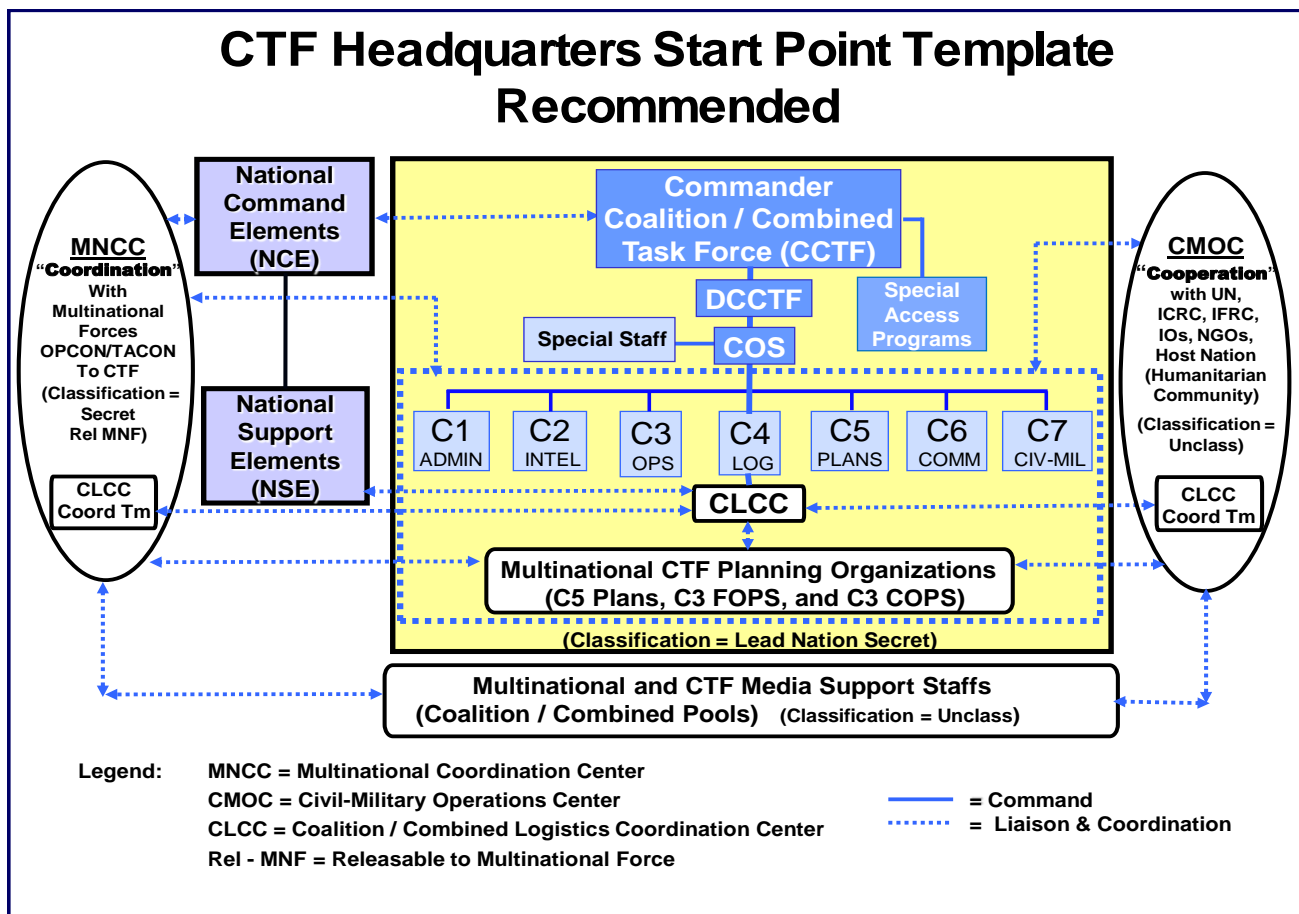 CTF Headquarters Start Point Template
Recommended
MNCC
“Coordination”
With
Multinational
Forces
OPCON/TACON
To CTF
(Classification =
Secret
Rel MNF)
CLCC
Coord Tm
National
Command
Elements
(NCE)
National
Support
Elements
(NSE)
Commander
Coalition / Combined
Task Force (CCTF)
DCCTF
Special
Access
Programs
Special Staff
COS
C1
ADMIN
C2
INTEL
C3
OPS
C4
LOG
C5
PLANS
C6
COMM
C7
CIV-MIL
CLCC
Multinational CTF Planning Organizations
(C5 Plans, C3 FOPS, and C3 COPS)
(Classification = Lead Nation Secret)
CMOC
“Cooperation”
with UN,
ICRC, IFRC,
IOs, NGOs,
Host Nation
(Humanitarian
Community)
(Classification =
Unclass)
CLCC
Coord Tm
Multinational and CTF Media Support Staffs
(Coalition / Combined Pools) (Classification = Unclass)
Legend:
MNCC = Multinational Coordination Center
CMOC = Civil-Military Operations Center
CLCC = Coalition / Combined Logistics Coordination Center
Rel - MNF = Releasable to Multinational Force
= Command
= Liaison & Coordination